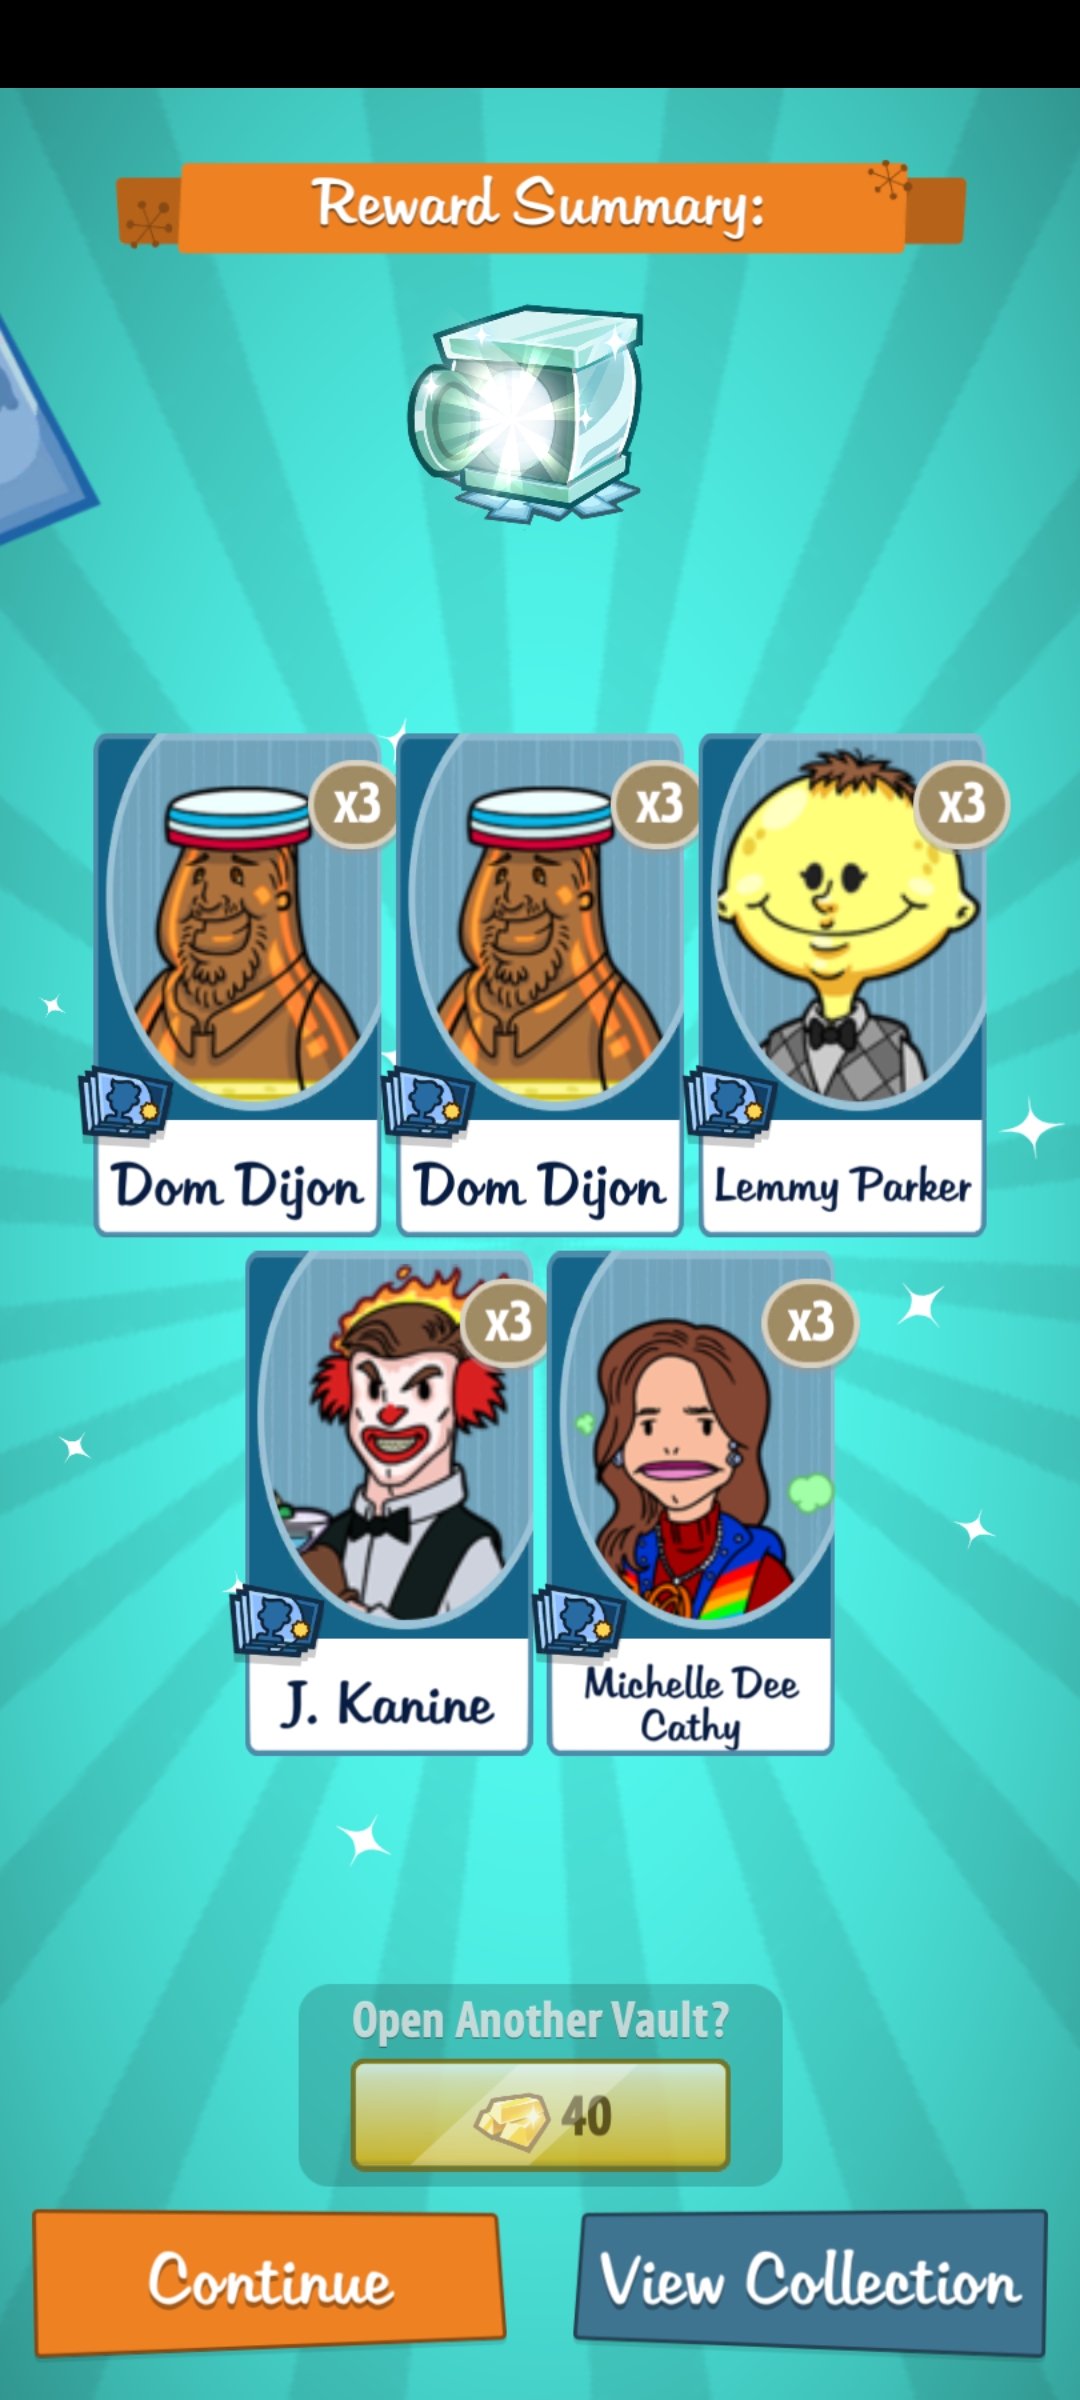 Reward Summary:
x3
x3
x3
Dom Dijon
Dom Dijon
Lemmy Parker
x3
x3
J. Kanine
Michelle Dee
Cathy
Open Another Vault?
40
Continue
View Collection